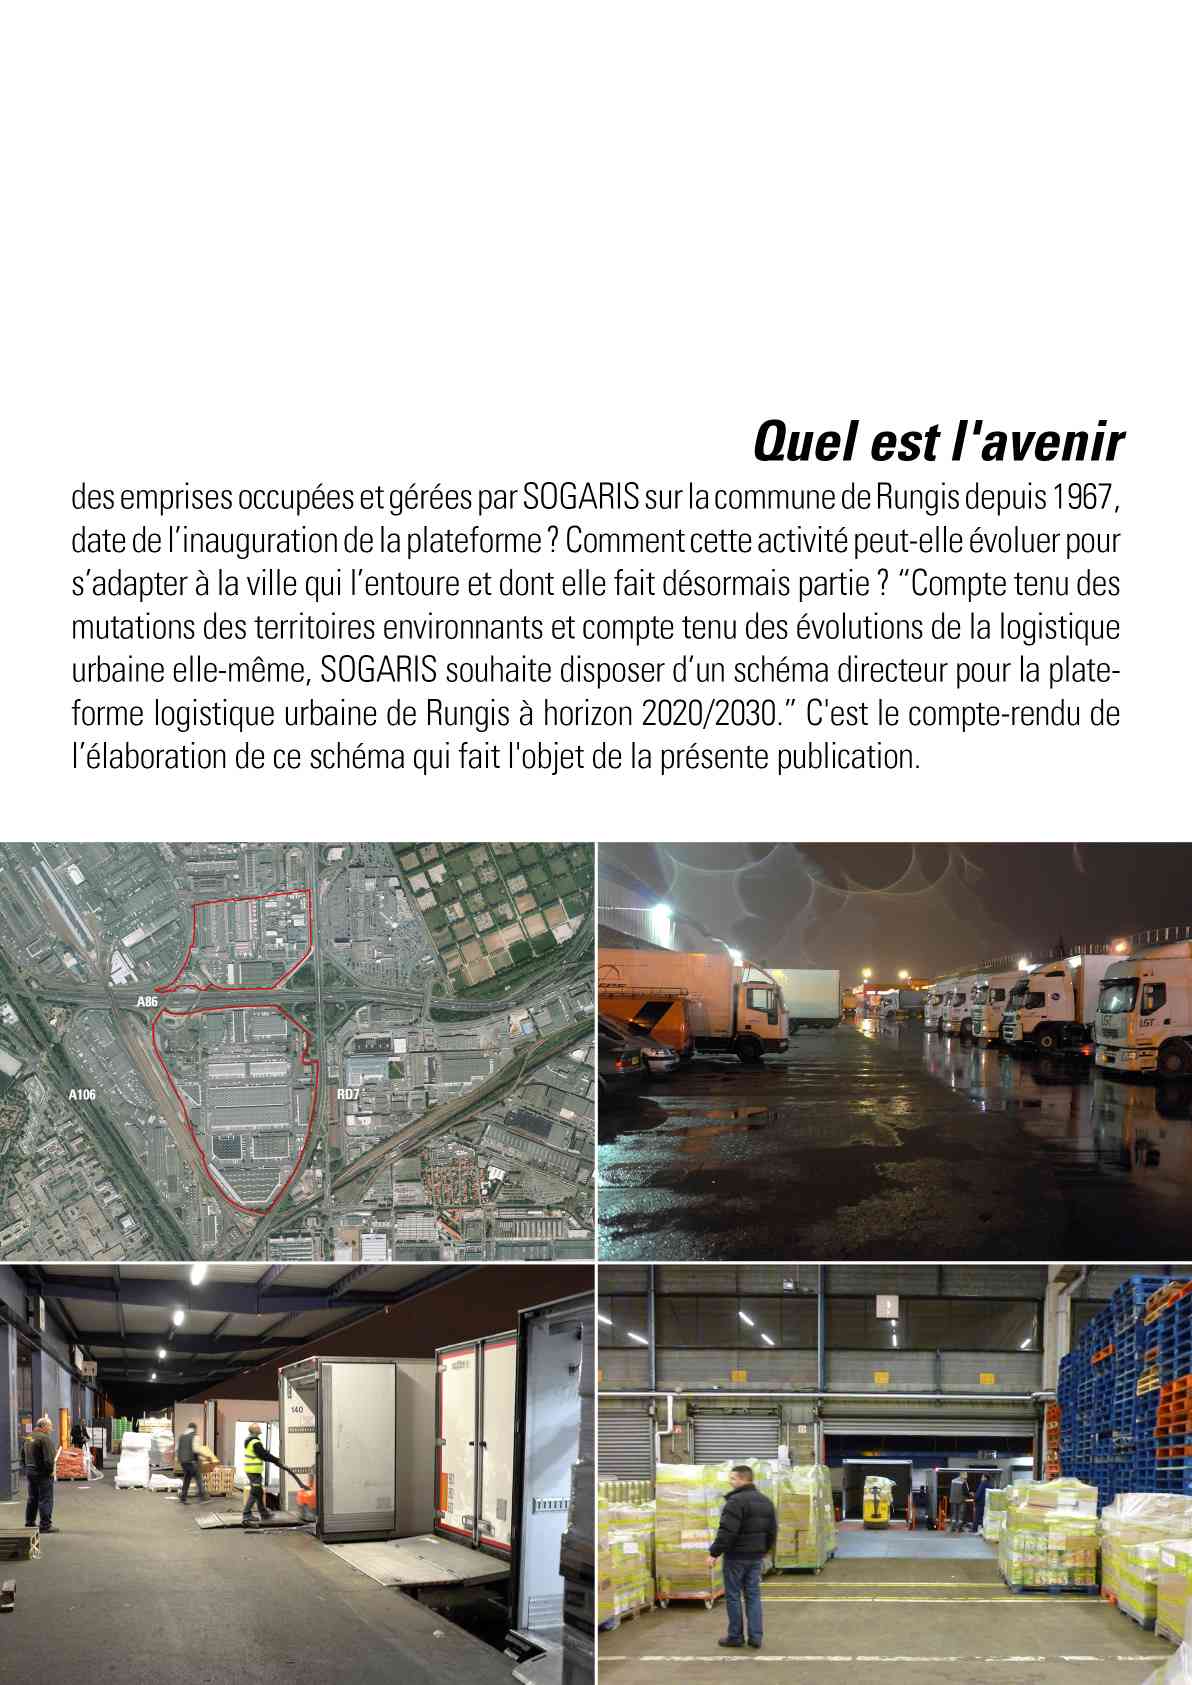 Quel est l'avenir
des emprises occupées et gérées par SOGARIS sur la commune de Rungis depuis 1967,
date de l’inauguration de la plateforme ? Comment cette activité peut-elle évoluer pour
s’adapter à la ville qui l’entoure et dont elle fait désormais partie ? “Compte tenu des
mutations des territoires environnants et compte tenu des évolutions de la logistique
urbaine elle-même, SOGARIS souhaite disposer d’un schéma directeur pour la plate-
forme logistique urbaine de Rungis à horizon 2020/2030.” C'est le compte-rendu de
l’élaboration de ce schéma qui fait l'objet de la présente publication.
A86
A106
RD7
LGT
140